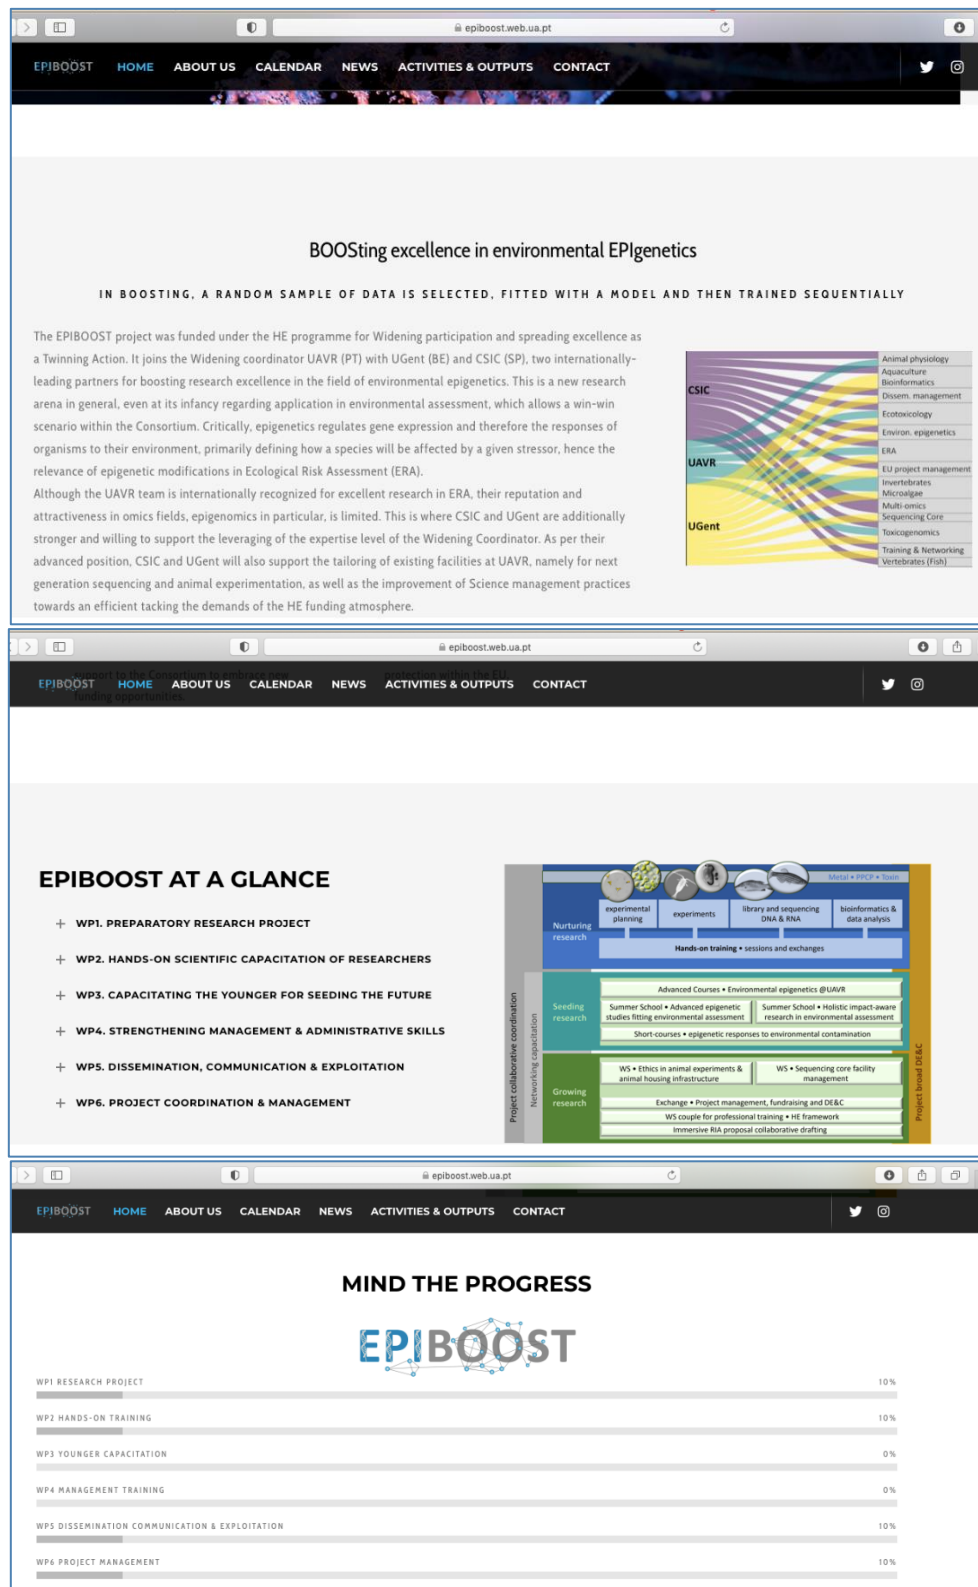 epiboost.web.ua.pt
EPIBOOST HOME ABOUT US CALENDAR NEWS ACTIVITIES & OUTPUTS CONTACT
BOOSting excellence in environmental EPIgenetics
IN BOOSTING, A RANDOM SAMPLE OF DATA IS SELECTED, FITTED WITH A MODEL AND THEN TRAINED SEQUENTIALLY
The EPIBOOST project was funded under the HE programme for Widening participation and spreading excellence as
a Twinning Action. It joins the Widening coordinator UAVR (PT) with UGent (BE) and CSIC (SP), two internationally-
leading partners for boosting research excellence in the field of environmental epigenetics. This is a new research
arena in general, even at its infancy regarding application in environmental assessment, which allows a win-win
scenario within the Consortium. Critically, epigenetics regulates gene expression and therefore the responses of
organisms to their environment, primarily defining how a species will be affected by a given stressor, hence the
relevance of epigenetic modifications in Ecological Risk Assessment (ERA).
Although the UAVR team is internationally recognized for excellent research in ERA, their reputation and
attractiveness in omics fields, epigenomics in particular, is limited. This is where CSIC and UGent are additionally
stronger and willing to support the leveraging of the expertise level of the Widening Coordinator. As per their
advanced position, CSIC and UGent will also support the tailoring of existing facilities at UAVR, namely for next
generation sequencing and animal experimentation, as well as the improvement of Science management practices
towards an efficient tacking the demands of the HE funding atmosphere.
CSIC
UAVR
UGent
Animal physiology
Aquaculture
Bioinformatics
Dissem. management
Ecotoxicology
Environ. epigenetics
ERA
EU project management
Invertebrates
Microalgae
Multi-omics
Sequencing Core
Toxicogenomics
Training & Networking
Vertebrates (Fish)
epiboost.web.ua.pt
support to the Consortium to embrace new protection within the EU
EPIBOOST HOME ABOUT US CALENDAR NEWS ACTIVITIES & OUTPUTS CONTACT
funding opportunities
EPIBOOST AT A GLANCE
+ WP1. PREPARATORY RESEARCH PROJECT
+ WP2. HANDS-ON SCIENTIFIC CAPACITATION OF RESEARCHERS
+ WP3. CAPACITATING THE YOUNGER FOR SEEDING THE FUTURE
+ WP4. STRENGTHENING MANAGEMENT & ADMINISTRATIVE SKILLS
+ WP5. DISSEMINATION, COMMUNICATION & EXPLOITATION
+ WP6. PROJECT COORDINATION & MANAGEMENT
Project collaborative coordination
Networking capacitation
Metal • PPCP • Toxin
Nurturing
research
experimental
planning
experiments
library and sequencing
DNA & RNA
bioinformatics &
data analysis
Hands-on training • sessions and exchanges
Seeding
research
Advanced Courses • Environmental epigenetics @UAVR
Summer School • Advanced epigenetic
studies fitting environmental assessment
Summer School • Holistic impact-aware
research in environmental assessment
Short-courses • epigenetic responses to environmental contamination
Growing
research
WS • Ethics in animal experiments &
animal housing infrastructure
WS • Sequencing core facility
management
Exchange • Project management, fundraising and DE&C
WS couple for professional training • HE framework
Immersive RIA proposal collaborative drafting
Project broad DE&C
epiboost.web.ua.pt
EPIBOOST HOME ABOUT US CALENDAR NEWS ACTIVITIES & OUTPUTS CONTACT
MIND THE PROGRESS
EPIBOOST
WP1 RESEARCH PROJECT 10%
WP2 HANDS-ON TRAINING 10%
WP3 YOUNGER CAPACITATION 0%
WP4 MANAGEMENT TRAINING 0%
WP5 DISSEMINATION COMMUNICATION & EXPLOITATION 10%
WP6 PROJECT MANAGEMENT 10%